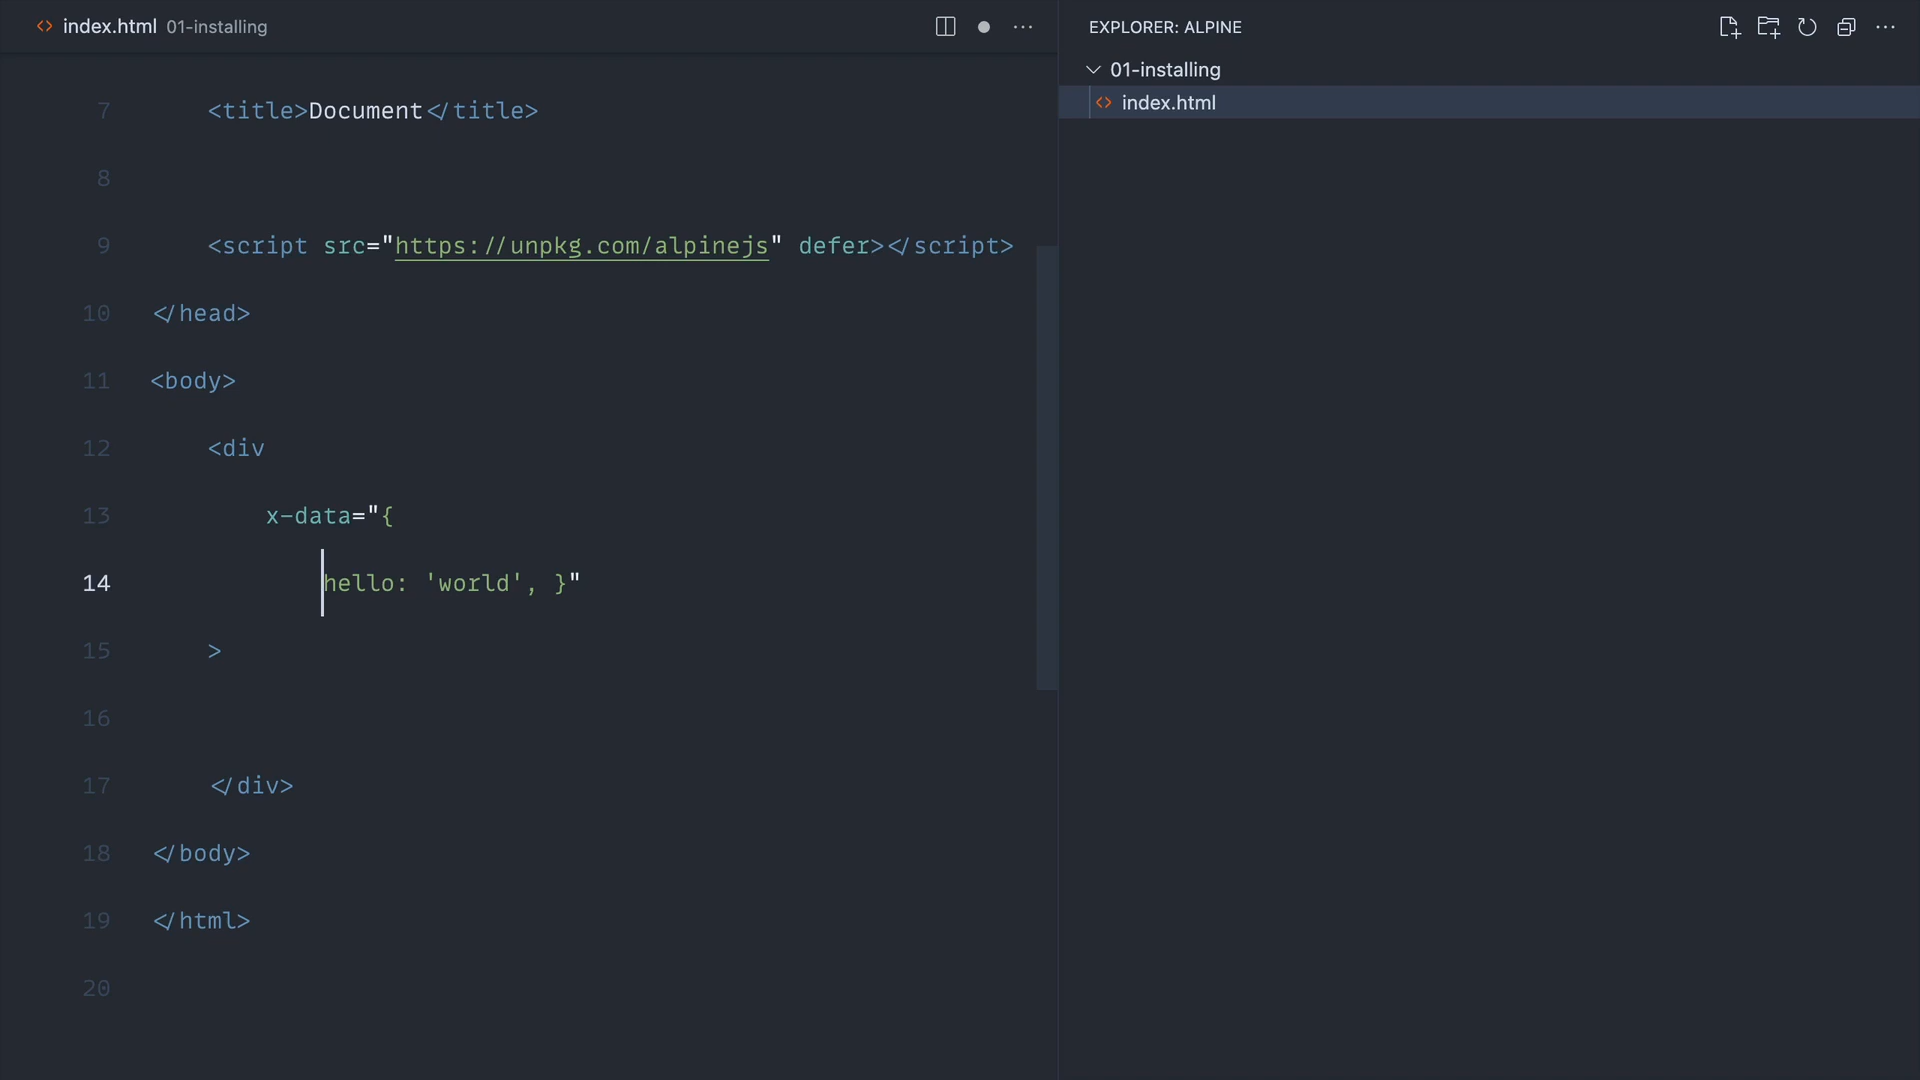 index.html 01-installing
7 <title>Document</title>
8
9 <script src="https://unpkg.com/alpinejs" defer></script>
10 </head>
11 <body>
12 <div
13 x-data="{
14 hello: 'world', }"
15 >
16
17 </div>
18 </body>
19 </html>
20
EXPLORER: ALPINE
01-installing
index.html